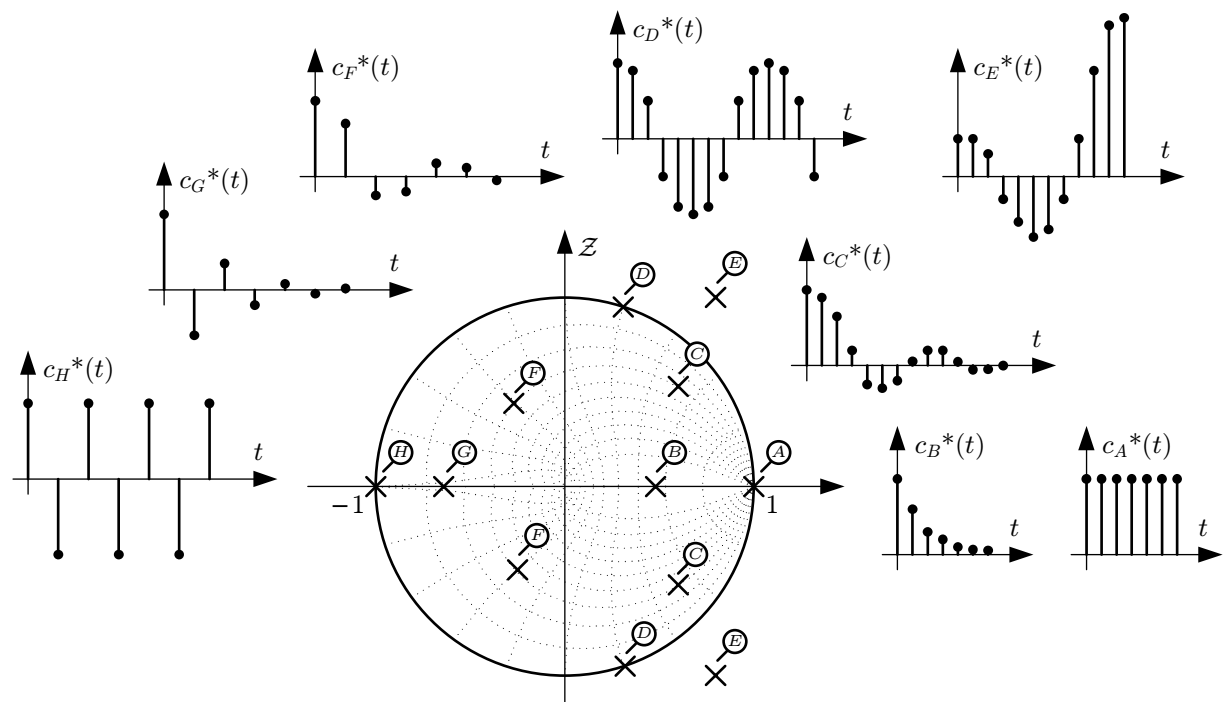 c_D*(t)
c_F*(t)
c_E*(t)
t
t
t
c_G*(t)
𝒵
c_C*(t)
t
D
E
t
c_H*(t)
C
F
t
H
G
B
A
c_B*(t)
c_A*(t)
−1
1
t
t
F
C
D
E